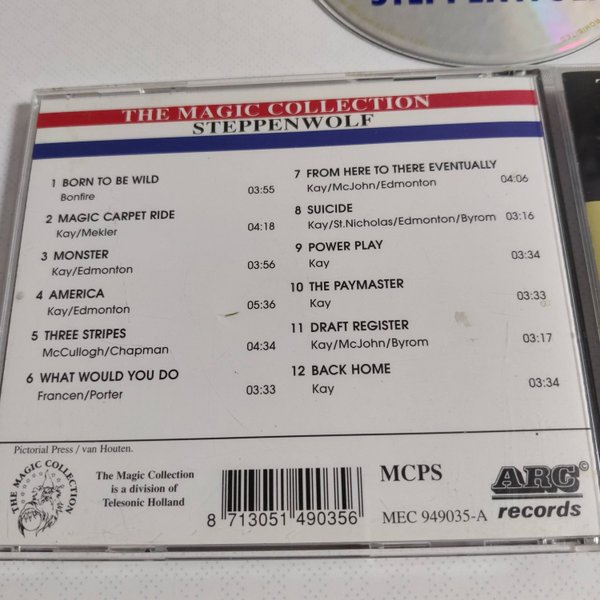 STEPPENWOLF
THE MAGIC COLLECTION
STEPPENWOLF
1 BORN TO BE WILD
Bonfire 03:55
2 MAGIC CARPET RIDE
Kay/Mekler 04:18
3 MONSTER
Kay/Edmonton 03:56
4 AMERICA
Kay/Edmonton 05:36
5 THREE STRIPES
McCullogh/Chapman 04:34
6 WHAT WOULD YOU DO
Francen/Porter 03:33
7 FROM HERE TO THERE EVENTUALLY
Kay/McJohn/Edmonton 04:06
8 SUICIDE
Kay/St.Nicholas/Edmonton/Byrom 03:16
9 POWER PLAY
Kay 03:34
10 THE PAYMASTER
Kay 03:33
11 DRAFT REGISTER
Kay/McJohn/Byrom 03:17
12 BACK HOME
Kay 03:34
Pictorial Press / van Houten.
THE MAGIC COLLECTION
The Magic Collection
is a division of
Telesonic Holland
8 713051 490356
MCPS
MEC 949035-A
ARC©
records